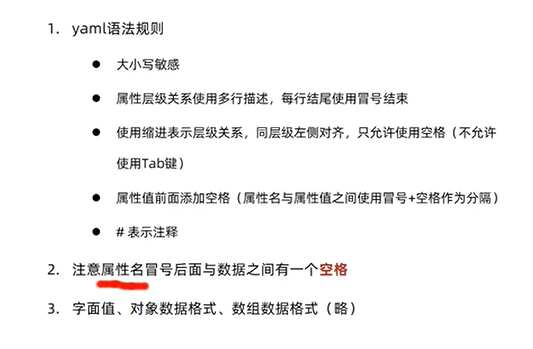 1. yaml语法规则
● 大小写敏感
● 属性层级关系使用多行描述，每行结尾使用冒号结束
● 使用缩进表示层级关系，同层级左侧对齐，只允许使用空格（不允许
使用Tab键）
● 属性值前面添加空格（属性名与属性值之间使用冒号+空格作为分隔）
● # 表示注释
2. 注意属性名冒号后面与数据之间有一个空格
3. 字面值、对象数据格式、数组数据格式（略）